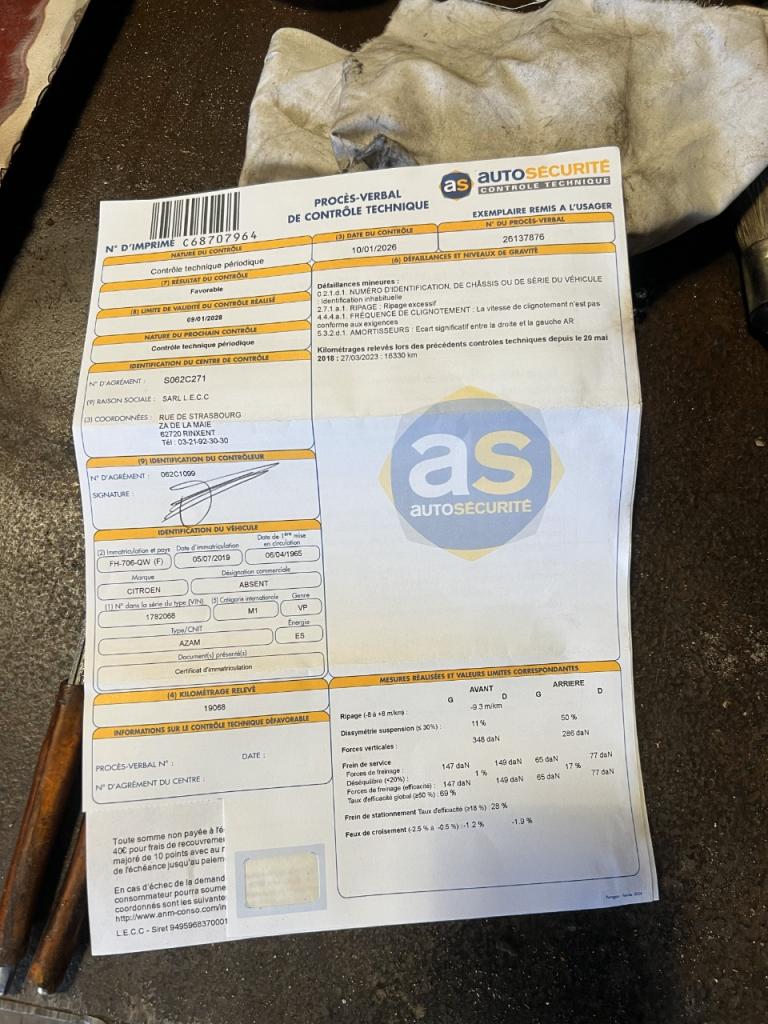 as AUTOSÉCURITÉ
CONTROLE TECHNIQUE
PROCÈS-VERBAL
DE CONTRÔLE TECHNIQUE
EXEMPLAIRE REMIS A L'USAGER
N° D'IMPRIMÉ C68707964
NATURE DU CONTRÔLE
Contrôle technique périodique
(7) RÉSULTAT DU CONTRÔLE
Favorable
(8) LIMITE DE VALIDITÉ DU CONTRÔLE RÉALISÉ
09/01/2028
NATURE DU PROCHAIN CONTRÔLE
Contrôle technique périodique
(3) DATE DU CONTRÔLE
10/01/2026
N° DU PROCÈS-VERBAL
26137876
(6) DÉFAILLANCES ET NIVEAUX DE GRAVITÉ
Défaillances mineures :
0.2.1.d.1. NUMÉRO D'IDENTIFICATION, DE CHÂSSIS OU DE SÉRIE DU VÉHICULE
: Identification inhabituelle
2.7.1.a.1. RIPAGE : Ripage excessif
4.4.4.a.1. FRÉQUENCE DE CLIGNOTEMENT : La vitesse de clignotement n'est pas
conforme aux exigences
5.3.2.d.1. AMORTISSEURS : Ecart significatif entre la droite et la gauche AR
Kilométrages relevés lors des précédents contrôles techniques depuis le 20 mai
2018 : 27/03/2023 : 16330 km
IDENTIFICATION DU CENTRE DE CONTRÔLE
N° D'AGRÉMENT : S062C271
(9) RAISON SOCIALE : SARL L.E.C.C
(3) COORDONNÉES : RUE DE STRASBOURG
ZA DE LA MAIE
62720 RINXENT
Tél : 03-21-92-30-30
(9) IDENTIFICATION DU CONTRÔLEUR
N° D'AGRÉMENT : 062C1099
SIGNATURE :
as
AUTOSÉCURITÉ
IDENTIFICATION DU VÉHICULE
(2) Immatriculation et pays Date d'immatriculation Date de 1ère mise
en circulation
FH-706-QW (F) 05/07/2019 06/04/1965
Marque Désignation commerciale
CITROEN ABSENT
(1) N° dans la série du type (VIN) (5) Catégorie internationale Genre
1782068 M1 VP
Type/CNIT Énergie
AZAM ES
Document(s) présenté(s)
Certificat d'immatriculation
(4) KILOMÉTRAGE RELEVÉ
19068
INFORMATIONS SUR LE CONTRÔLE TECHNIQUE DÉFAVORABLE
PROCÈS-VERBAL N° : DATE :
N° D'AGRÉMENT DU CENTRE :
MESURES RÉALISÉES ET VALEURS LIMITES CORRESPONDANTES
AVANT ARRIERE
G D G D
Ripage (-8 à +8 m/km) : -9.3 m/km
Dissymétrie suspension (≤ 30%) : 11 % 50 %
Forces verticales : 348 daN 286 daN
Frein de service
Forces de freinage : 147 daN 149 daN 65 daN 77 daN
Déséquilibre (<20%) : 1 % 17 %
Forces de freinage (efficacité) : 147 daN 149 daN 65 daN 77 daN
Taux d'efficacité global (≥50 %) : 69 %
Frein de stationnement Taux d'efficacité (≥18 %) : 28 %
Feux de croisement (-2.5 % à -0.5 %) : -1.2 % -1.9 %
Toute somme non payée à l'é
40€ pour frais de recouvreme
majoré de 10 points avec au
de l'échéance jusqu'au paiem
En cas d'échec de la demand
consommateur pourra soume
coordonnés sont les suivante
http://www.anm-conso.com/in
L.E.C.C - Siret 94959683700